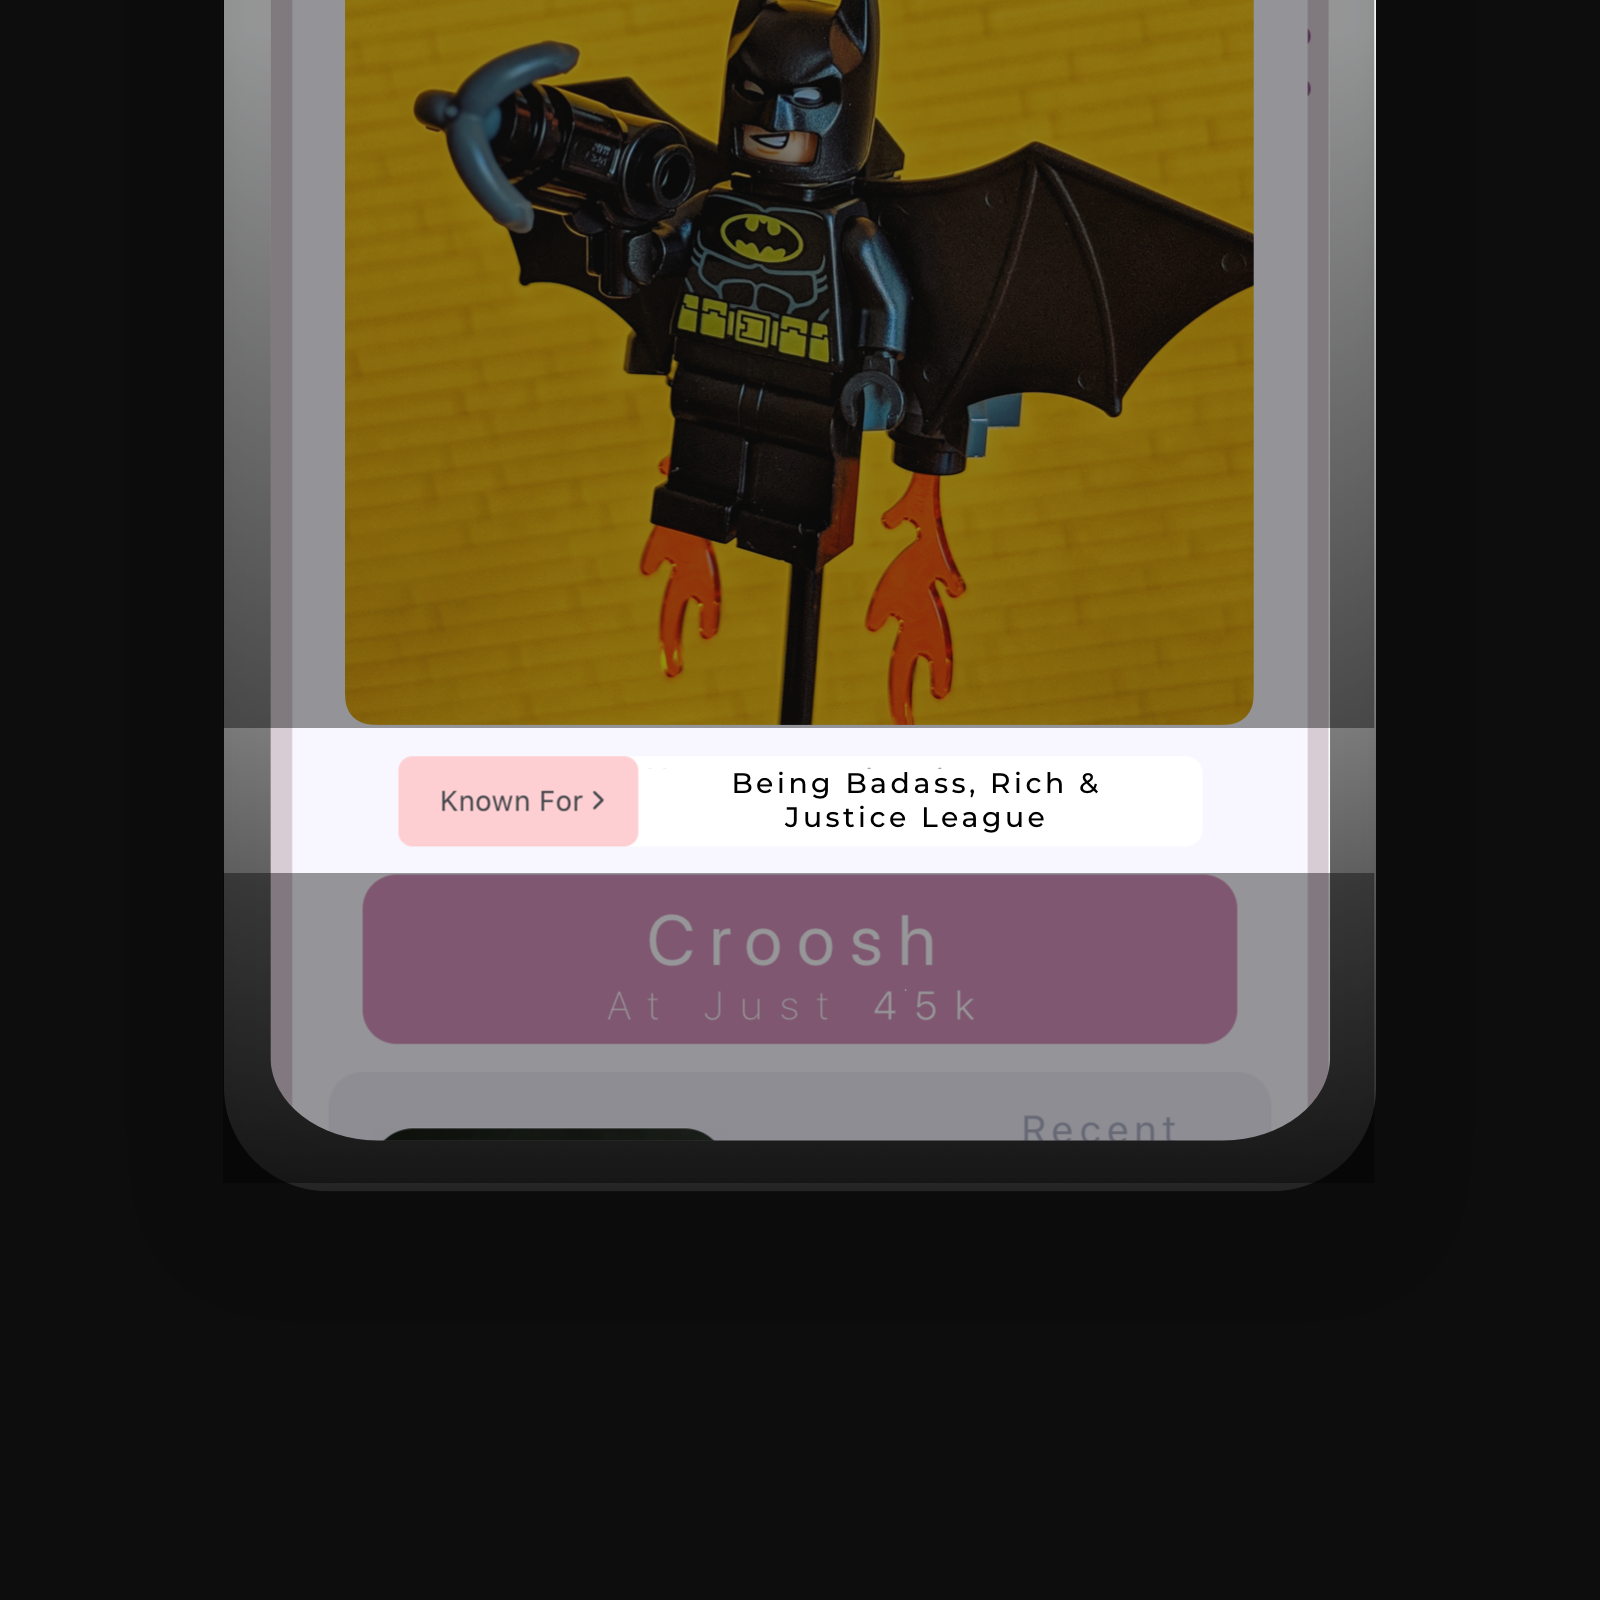 Known For >
Being Badass, Rich &
Justice League
Croosh
At Just 45k
Recent